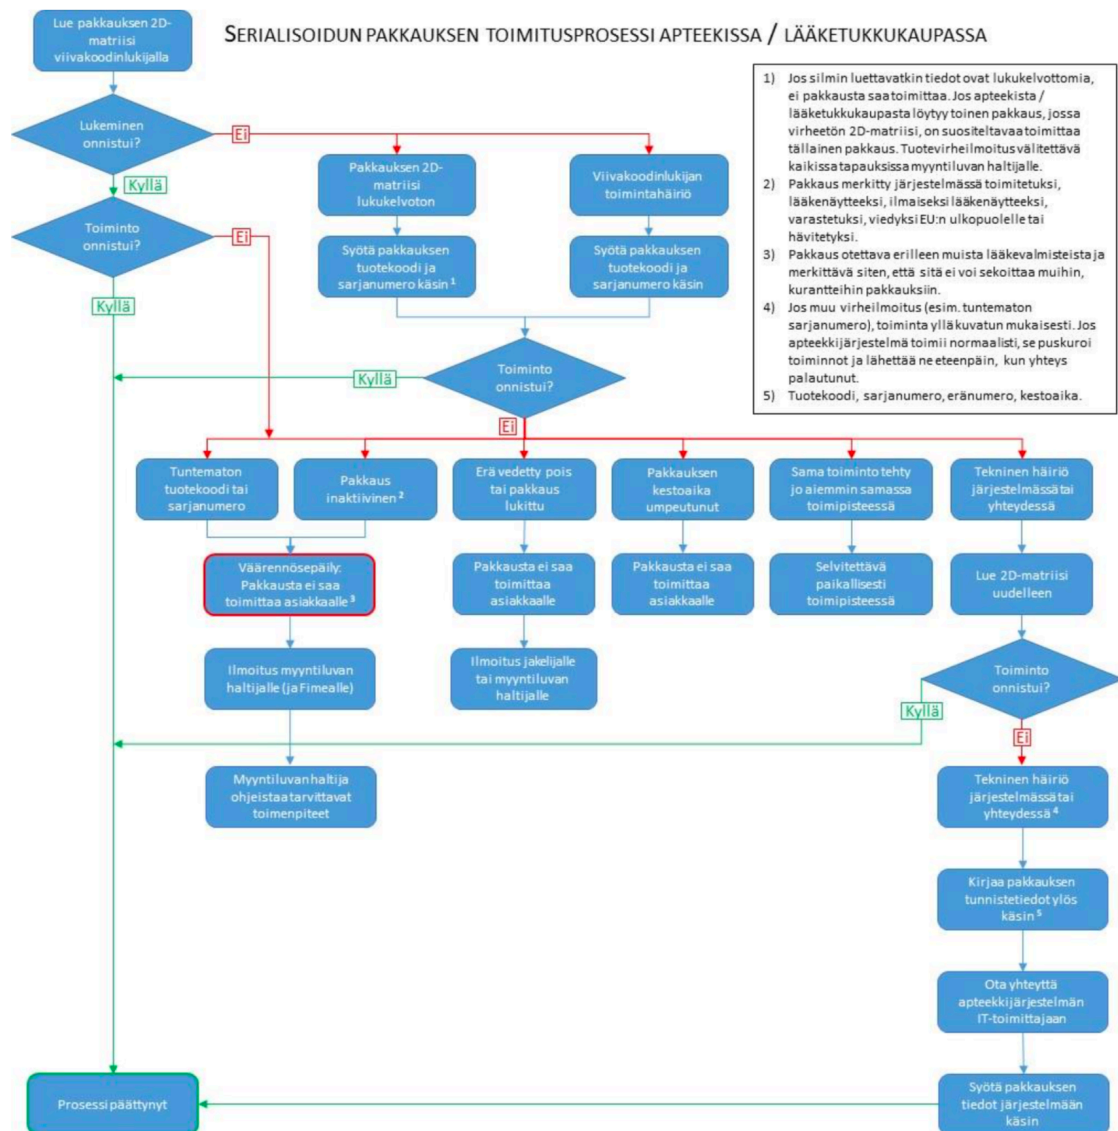 SERIALISOIDUN PAKKAUKSEN TOIMITUSPROSESSI APTEEKISSA / LÄÄKETUKKUKAUPASSA
Lue pakkauksen 2D-
matriisi
viivakoodinlukijalla
Lukeminen
onnistui?
Ei
Kyllä
Toiminto
onnistui?
Ei
Kyllä
Pakkauksen 2D-
matriisi
lukukelvoton
Viivakoodinlukijan
toimintahäiriö
Syötä pakkauksen
tuotekoodi ja
sarjanumero käsin ¹
Syötä pakkauksen
tuotekoodi ja
sarjanumero käsin
1) Jos silmin luettavatkin tiedot ovat lukukelvottomia,
ei pakkausta saa toimittaa. Jos apteekista /
lääketukkukaupasta löytyy toinen pakkaus, jossa
virheetön 2D-matriisi, on suositeltavaa toimittaa
tällainen pakkaus. Tuotevirheilmoitus välitettävä
kaikissa tapauksissa myyntiluvan haltijalle.
2) Pakkaus merkitty järjestelmässä toimitetuksi,
lääkenäytteeksi, ilmaiseksi lääkenäytteeksi,
varastetuksi, viedyksi EU:n ulkopuolelle tai
hävitetyksi.
3) Pakkaus otettava erilleen muista lääkevalmisteista ja
merkittävä siten, että sitä ei voi sekoittaa muihin,
kurantteihin pakkauksiin.
4) Jos muu virheilmoitus (esim. tuntematon
sarjanumero), toiminta yllä kuvatun mukaisesti. Jos
apteekkijärjestelmä toimii normaalisti, se puskuroi
toiminnot ja lähettää ne eteenpäin, kun yhteys
palautunut.
5) Tuotekoodi, sarjanumero, eränumero, kestoaika.
Toiminto
onnistui?
Kyllä
Ei
Tuntematon
tuotekoodi tai
sarjanumero
Pakkaus
inaktiivinen ²
Erä vedetty pois
tai pakkaus
lukittu
Pakkauksen
kestoaika
umpeutunut
Sama toiminto tehty
jo aiemmin samassa
toimipisteessä
Tekninen häiriö
järjestelmässä tai
yhteydessä
Väärennösepäily:
Pakkausta ei saa
toimittaa asiakkaalle ³
Pakkausta ei saa
toimittaa
asiakkaalle
Pakkausta ei saa
toimittaa
asiakkaalle
Selvitettävä
paikallisesti
toimipisteessä
Lue 2D-matriisi
uudelleen
Ilmoitus myyntiluvan
haltijalle (ja Fimealle)
Ilmoitus jakelijalle
tai myyntiluvan
haltijalle
Toiminto
onnistui?
Kyllä
Ei
Myyntiluvan haltija
ohjeistaa tarvittavat
toimenpiteet
Tekninen häiriö
järjestelmässä tai
yhteydessä ⁴
Kirjaa pakkauksen
tunnistetiedot ylös
käsin ⁵
Ota yhteyttä
apteekkijärjestelmän
IT-toimittajaan
Prosessi päättynyt
Syötä pakkauksen
tiedot järjestelmään
käsin